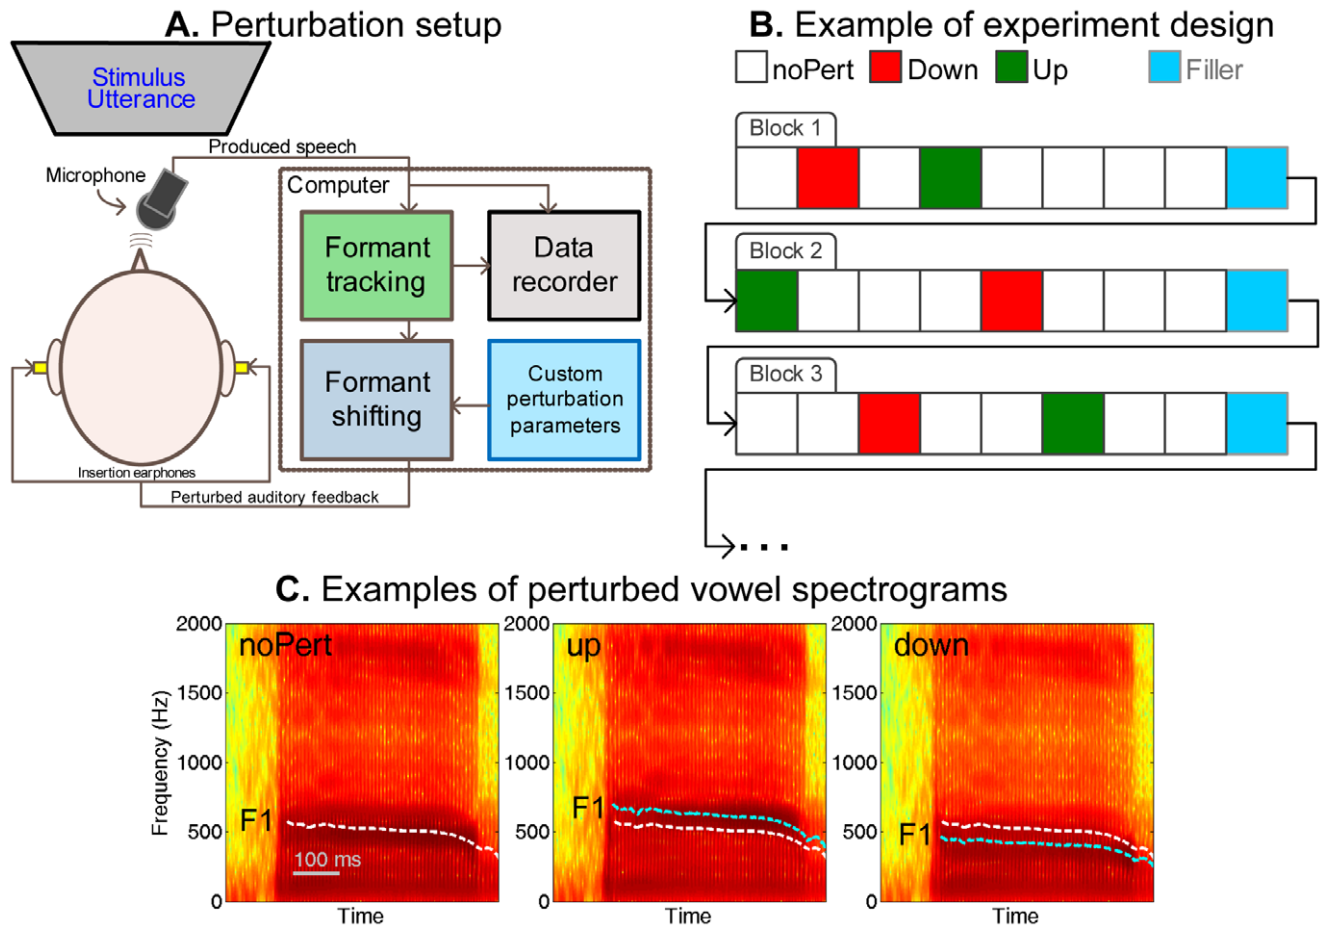 A. Perturbation setup
Stimulus
Utterance
Produced speech
Microphone
Computer
Formant
tracking
Data
recorder
Formant
shifting
Custom
perturbation
parameters
Insertion earphones
Perturbed auditory feedback
B. Example of experiment design
noPert Down Up Filler
Block 1
Block 2
Block 3
...
C. Examples of perturbed vowel spectrograms
Frequency (Hz)
2000
1500
1000
500
0
noPert
F1
100 ms
Time
2000
1500
1000
500
0
up
F1
Time
2000
1500
1000
500
0
down
F1
Time